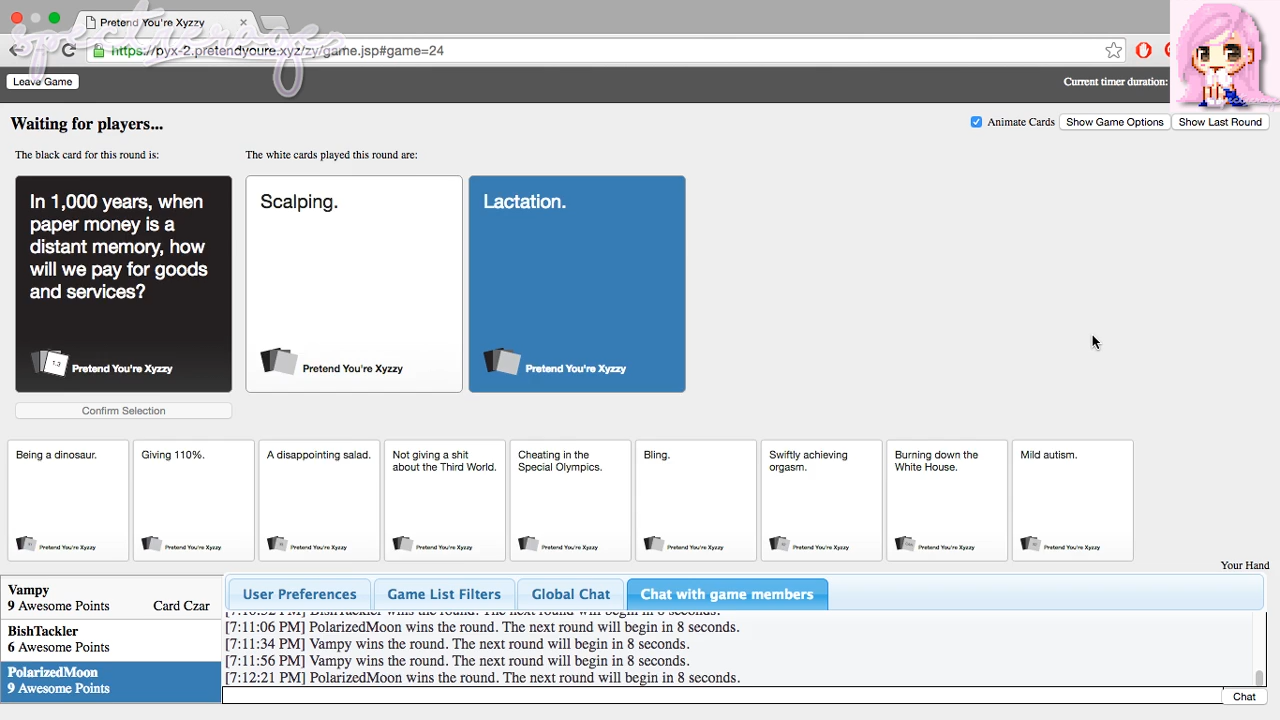 Pretend You're Xyzzy
https://pyx-2.pretendyoure.xyz/zy/game.jsp#game=24
Leave Game
Current timer duration:
Waiting for players...
Animate Cards
Show Game Options
Show Last Round
The black card for this round is:
The white cards played this round are:
In 1,000 years, when
paper money is a
distant memory, how
will we pay for goods
and services?
1.3
Pretend You're Xyzzy
Scalping.
Pretend You're Xyzzy
Lactation.
Pretend You're Xyzzy
Confirm Selection
Being a dinosaur.
Pretend You're Xyzzy
Giving 110%.
Pretend You're Xyzzy
A disappointing salad.
Pretend You're Xyzzy
Not giving a shit
about the Third World.
Pretend You're Xyzzy
Cheating in the
Special Olympics.
Pretend You're Xyzzy
Bling.
Pretend You're Xyzzy
Swiftly achieving
orgasm.
Pretend You're Xyzzy
Burning down the
White House.
Pretend You're Xyzzy
Mild autism.
Pretend You're Xyzzy
Your Hand
Vampy
9 Awesome Points
Card Czar
BishTackler
6 Awesome Points
PolarizedMoon
9 Awesome Points
User Preferences
Game List Filters
Global Chat
Chat with game members
[7:11:06 PM] PolarizedMoon wins the round. The next round will begin in 8 seconds.
[7:11:34 PM] Vampy wins the round. The next round will begin in 8 seconds.
[7:11:56 PM] Vampy wins the round. The next round will begin in 8 seconds.
[7:12:21 PM] PolarizedMoon wins the round. The next round will begin in 8 seconds.
Chat